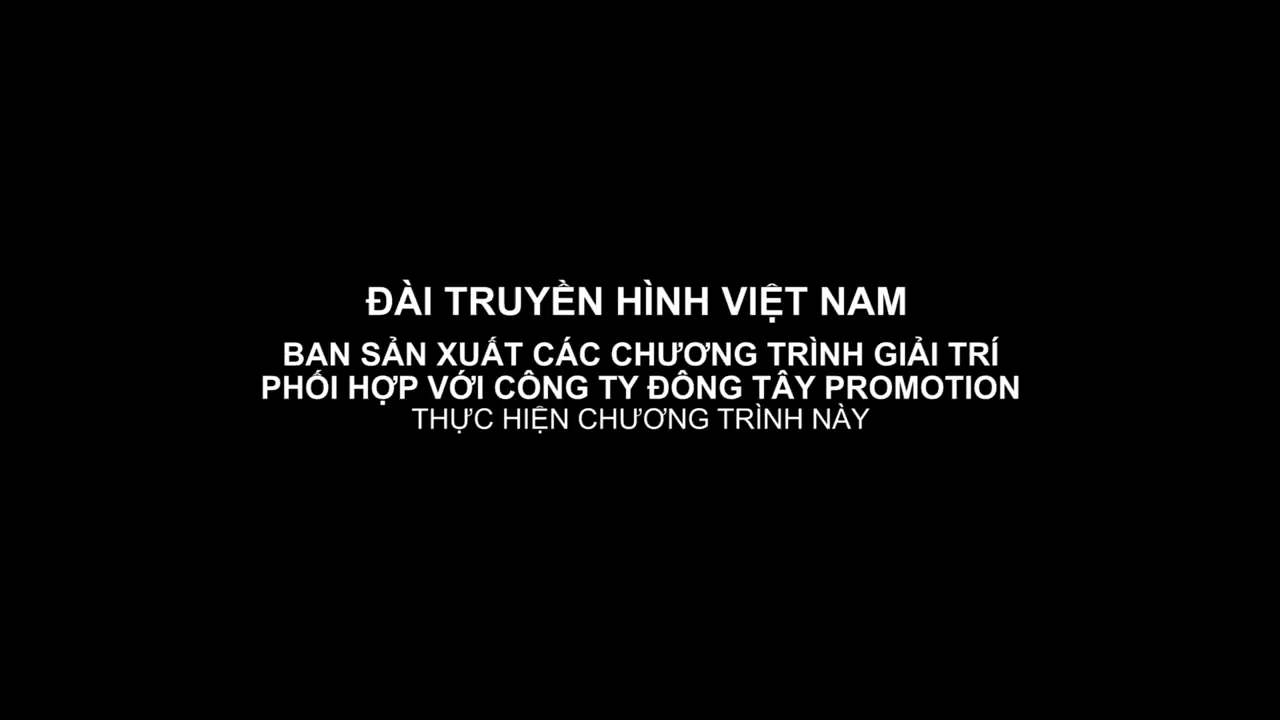 ĐÀI TRUYỀN HÌNH VIỆT NAM
BAN SẢN XUẤT CÁC CHƯƠNG TRÌNH GIẢI TRÍ
PHỐI HỢP VỚI CÔNG TY ĐÔNG TÂY PROMOTION
THỰC HIỆN CHƯƠNG TRÌNH NÀY